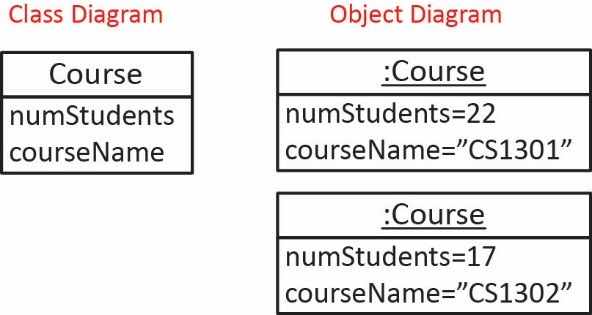 Class Diagram
Course
numStudents
courseName
Object Diagram
:Course
numStudents=22
courseName=”CS1301”
:Course
numStudents=17
courseName=”CS1302”